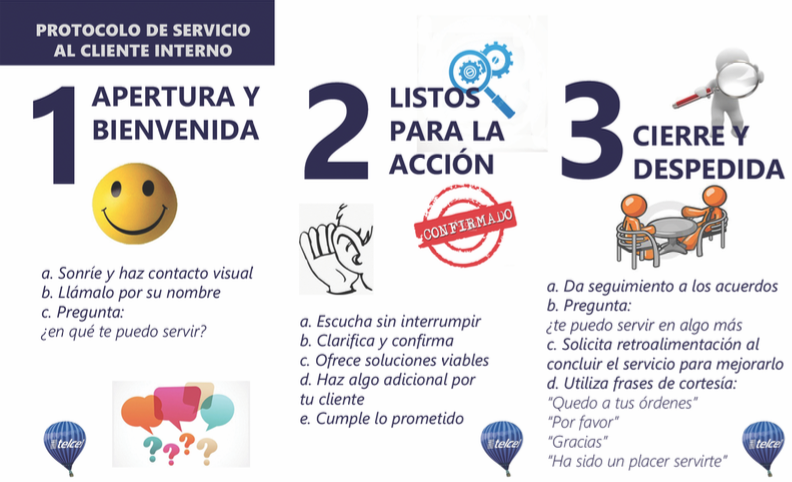 PROTOCOLO DE SERVICIO
AL CLIENTE INTERNO
1
APERTURA Y
BIENVENIDA
a. Sonríe y haz contacto visual
b. Llámalo por su nombre
c. Pregunta:
¿en qué te puedo servir?
telcel
2
LISTOS
PARA LA
ACCIÓN
CONFIRMADO
a. Escucha sin interrumpir
b. Clarifica y confirma
c. Ofrece soluciones viables
d. Haz algo adicional por
tu cliente
e. Cumple lo prometido
telcel
3
CIERRE Y
DESPEDIDA
a. Da seguimiento a los acuerdos
b. Pregunta:
¿te puedo servir en algo más
c. Solicita retroalimentación al
concluir el servicio para mejorarlo
d. Utiliza frases de cortesía:
“Quedo a tus órdenes”
“Por favor”
“Gracias”
“Ha sido un placer servirte”
telcel